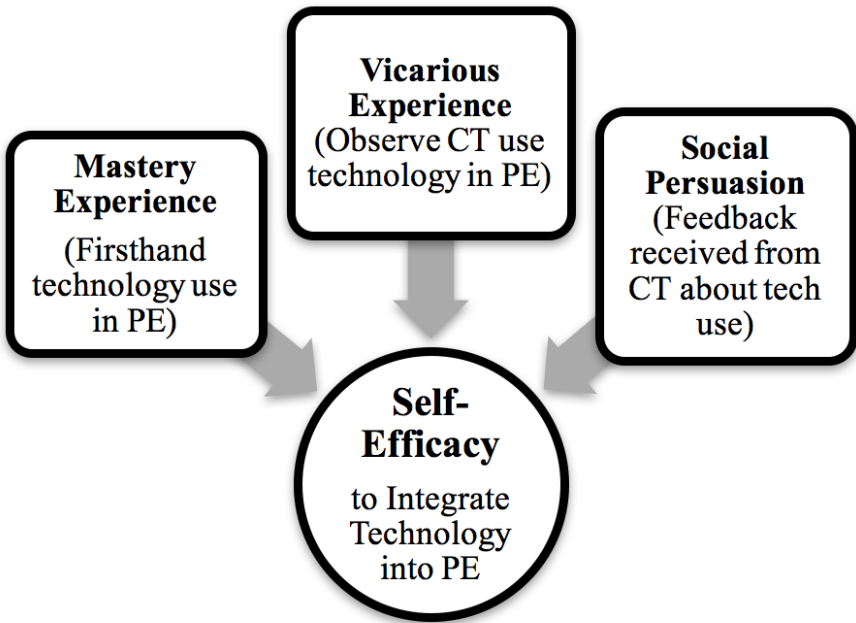 Mastery
Experience
(Firsthand
technology use
in PE)
Vicarious
Experience
(Observe CT use
technology in PE)
Social
Persuasion
(Feedback
received from
CT about tech
use)
Self-
Efficacy
to Integrate
Technology
into PE